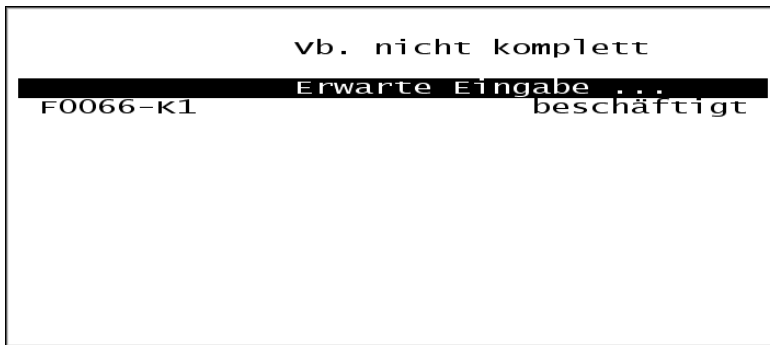 Vb. nicht komplett
Erwarte Eingabe ...
F0066-K1 beschäftigt